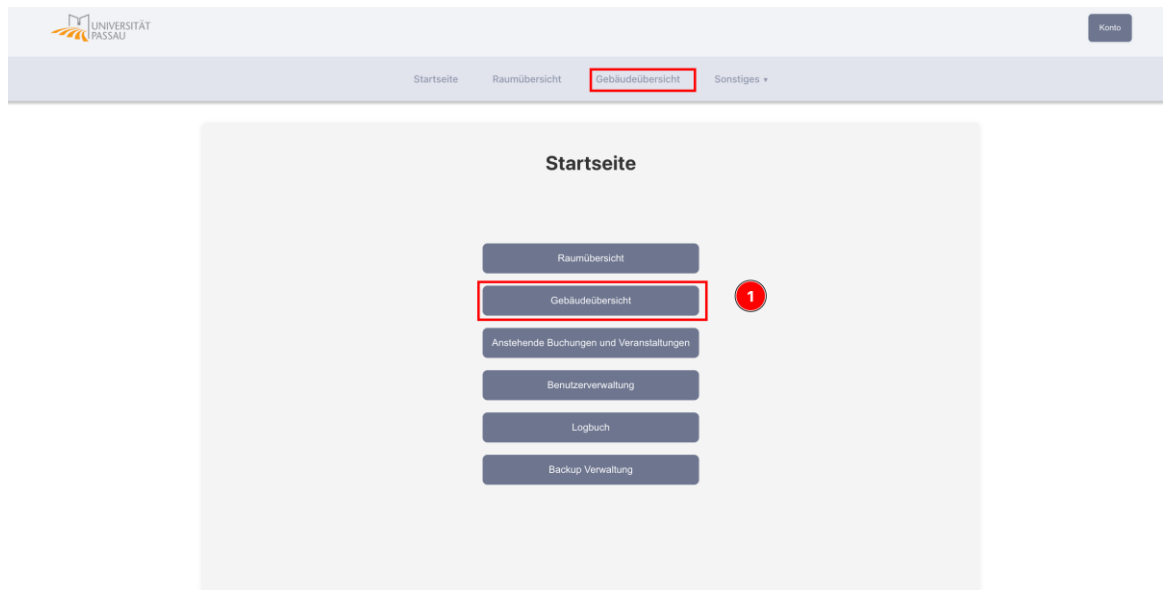 UNIVERSITÄT
PASSAU
Konto
Startseite Raumübersicht Gebäudeübersicht Sonstiges ▾
Startseite
Raumübersicht
Gebäudeübersicht
1
Anstehende Buchungen und Veranstaltungen
Benutzerverwaltung
Logbuch
Backup Verwaltung